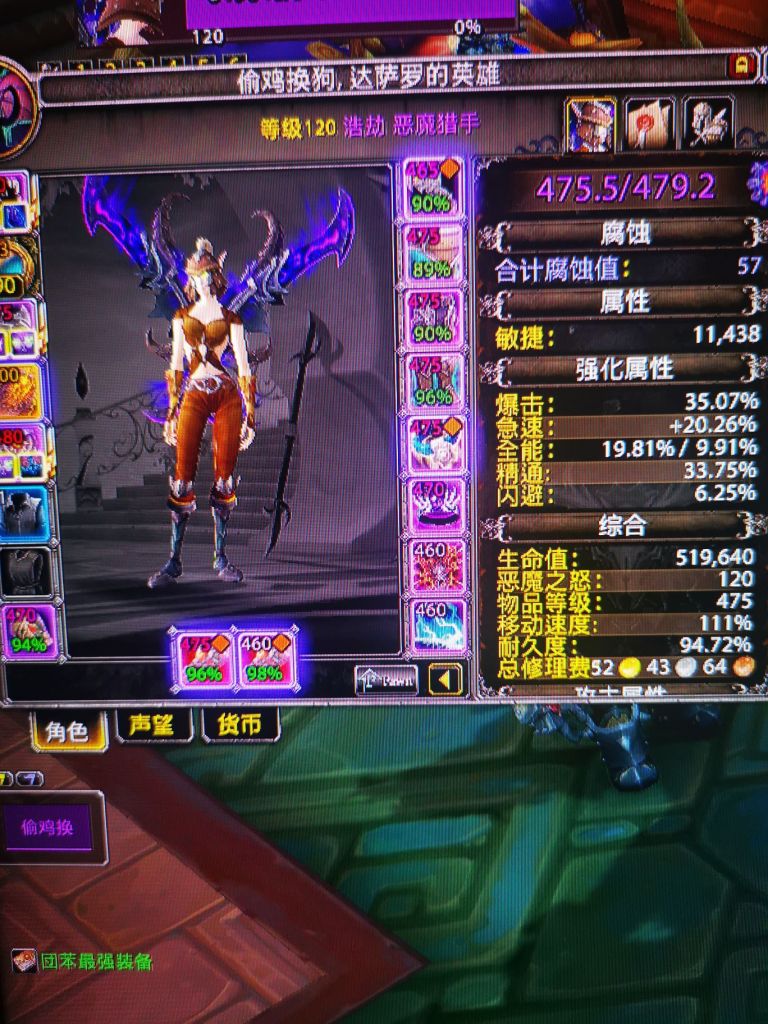 120
0%
偷鸡换狗, 达萨罗的英雄
等级120 浩劫 恶魔猎手
475.5/479.2
腐蚀
合计腐蚀值: 57
属性
敏捷: 11,438
强化属性
爆击: 35.07%
急速: +20.26%
全能: 19.81% / 9.91%
精通: 33.75%
闪避: 6.25%
综合
生命值: 519,640
恶魔之怒: 120
物品等级: 475
移动速度: 111%
耐久度: 94.72%
总修理费 52 43 64
465
90%
475
89%
475
90%
475
96%
475
470
460
460
470
94%
475
96%
460
98%
Pawn
角色
声望
货币
7
偷鸡换
团笨最强装备